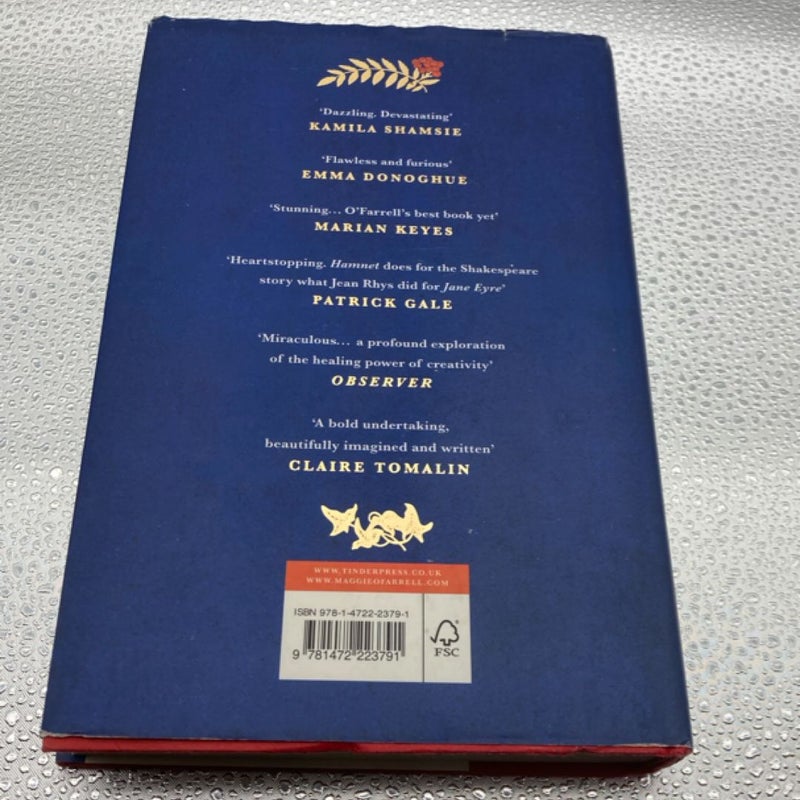 ‘Dazzling. Devastating’
KAMILA SHAMSIE
‘Flawless and furious’
EMMA DONOGHUE
‘Stunning... O’Farrell’s best book yet’
MARIAN KEYES
‘Heartstopping. Hamnet does for the Shakespeare
story what Jean Rhys did for Jane Eyre’
PATRICK GALE
‘Miraculous... a profound exploration
of the healing power of creativity’
OBSERVER
‘A bold undertaking,
beautifully imagined and written’
CLAIRE TOMALIN
WWW.TINDERPRESS.CO.UK
WWW.MAGGIEOFARRELL.COM
ISBN 978-1-4722-2379-1
9 781472 223791
FSC